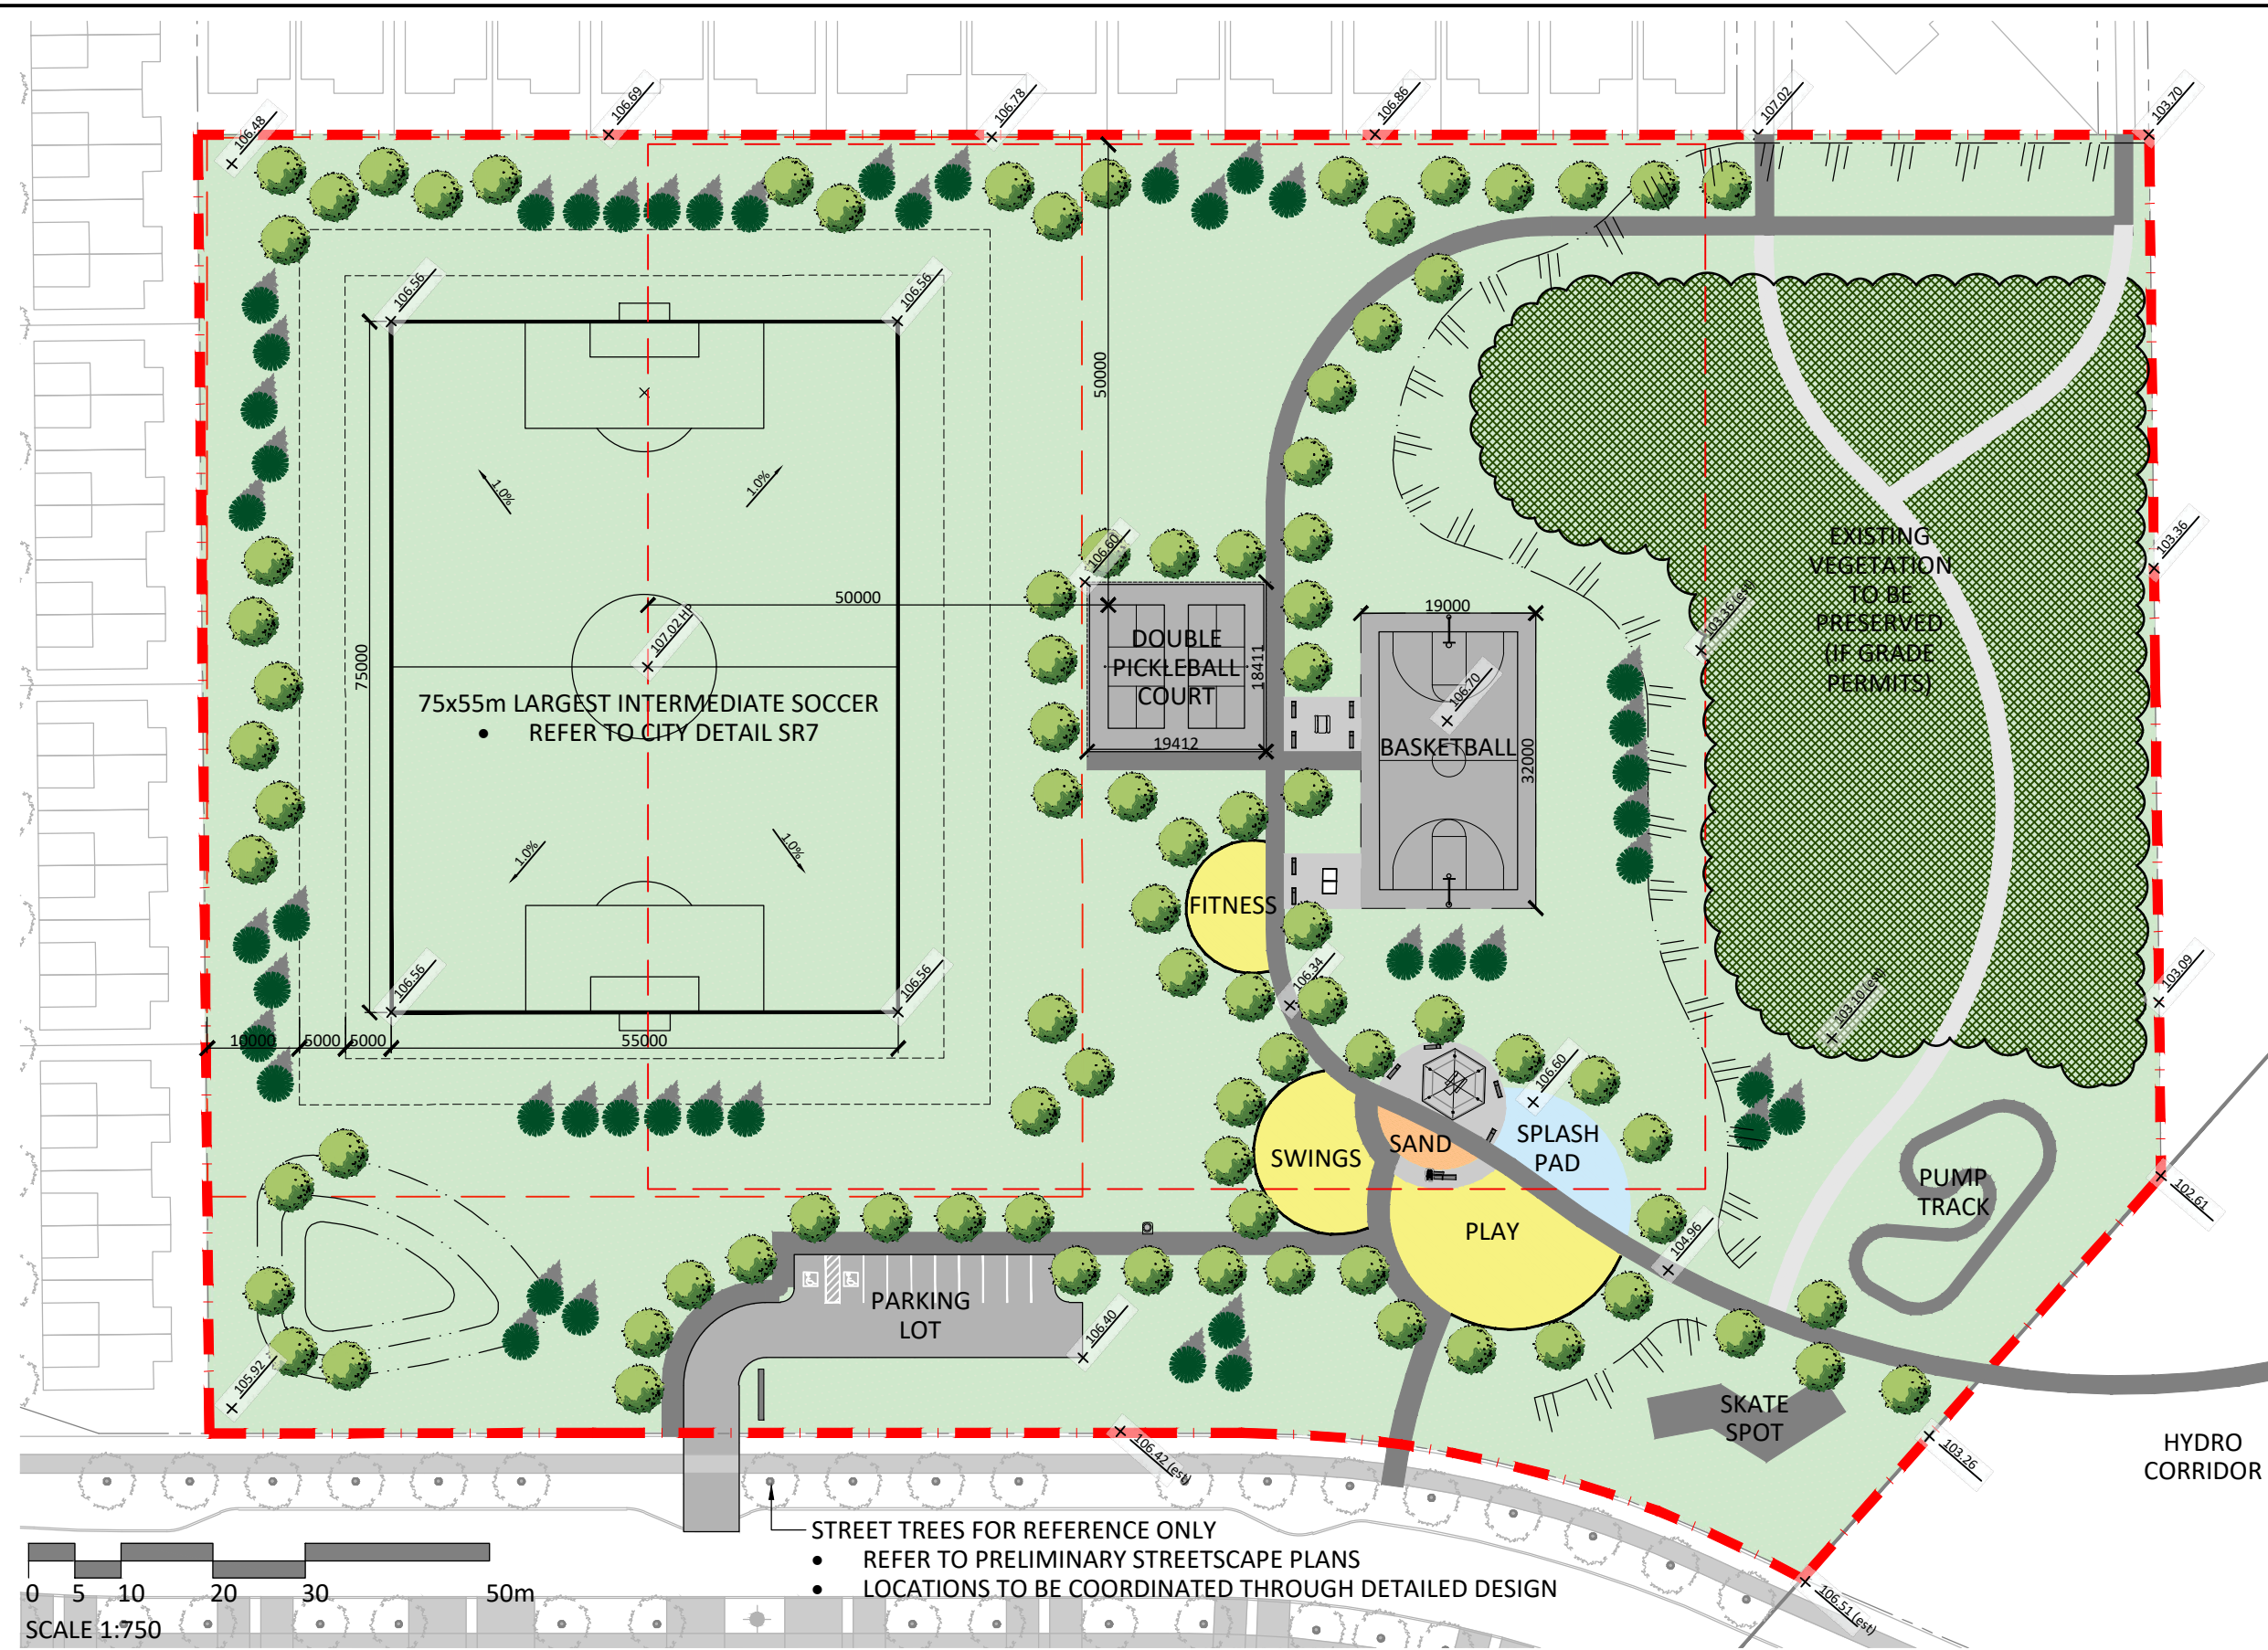 106.48
106.69
106.78
106.86
107.02
103.70
106.56
106.56
50000
1.0%
1.0%
106.60
50000
107.02 HP
75000
75x55m LARGEST INTERMEDIATE SOCCER
• REFER TO CITY DETAIL SR7
DOUBLE
PICKLEBALL
COURT
18411
19412
19000
106.70
BASKETBALL
32000
EXISTING
VEGETATION
TO BE
PRESERVED
(IF GRADE
PERMITS)
103.36
103.36 (est)
1.0%
1.0%
FITNESS
106.34
106.56
106.56
10000
5000
5000
55000
103.10 (est)
103.09
106.60
SWINGS
SAND
SPLASH
PAD
PLAY
PUMP
TRACK
102.61
104.96
PARKING
LOT
106.40
105.92
SKATE
SPOT
106.42 (est)
103.26
HYDRO
CORRIDOR
STREET TREES FOR REFERENCE ONLY
• REFER TO PRELIMINARY STREETSCAPE PLANS
• LOCATIONS TO BE COORDINATED THROUGH DETAILED DESIGN
106.51 (est)
0 5 10 20 30 50m
SCALE 1:750